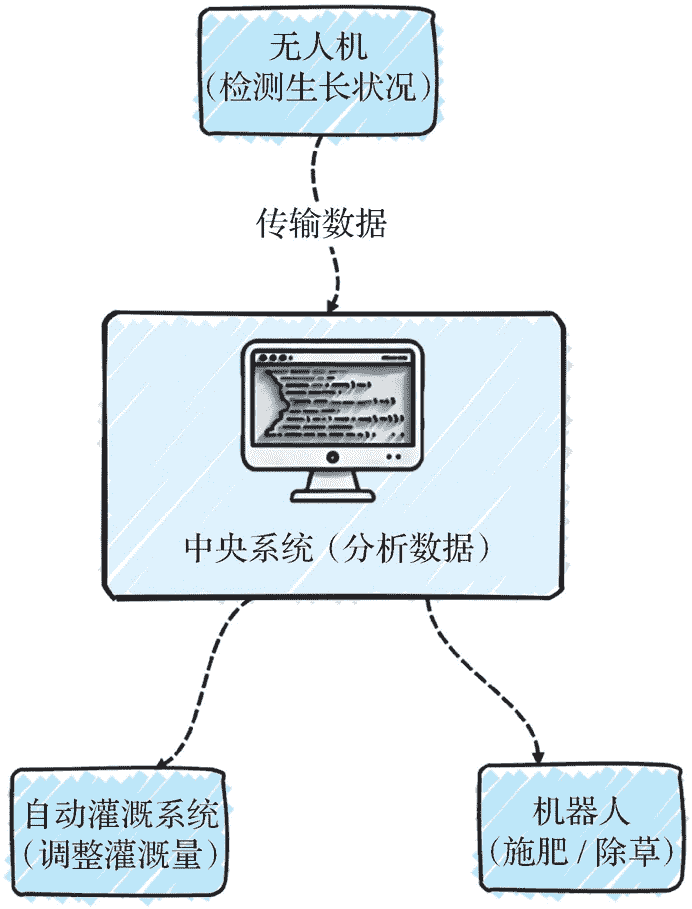 无人机
（检测生长状况）
传输数据
中央系统（分析数据）
自动灌溉系统
（调整灌溉量）
机器人
（施肥 / 除草）